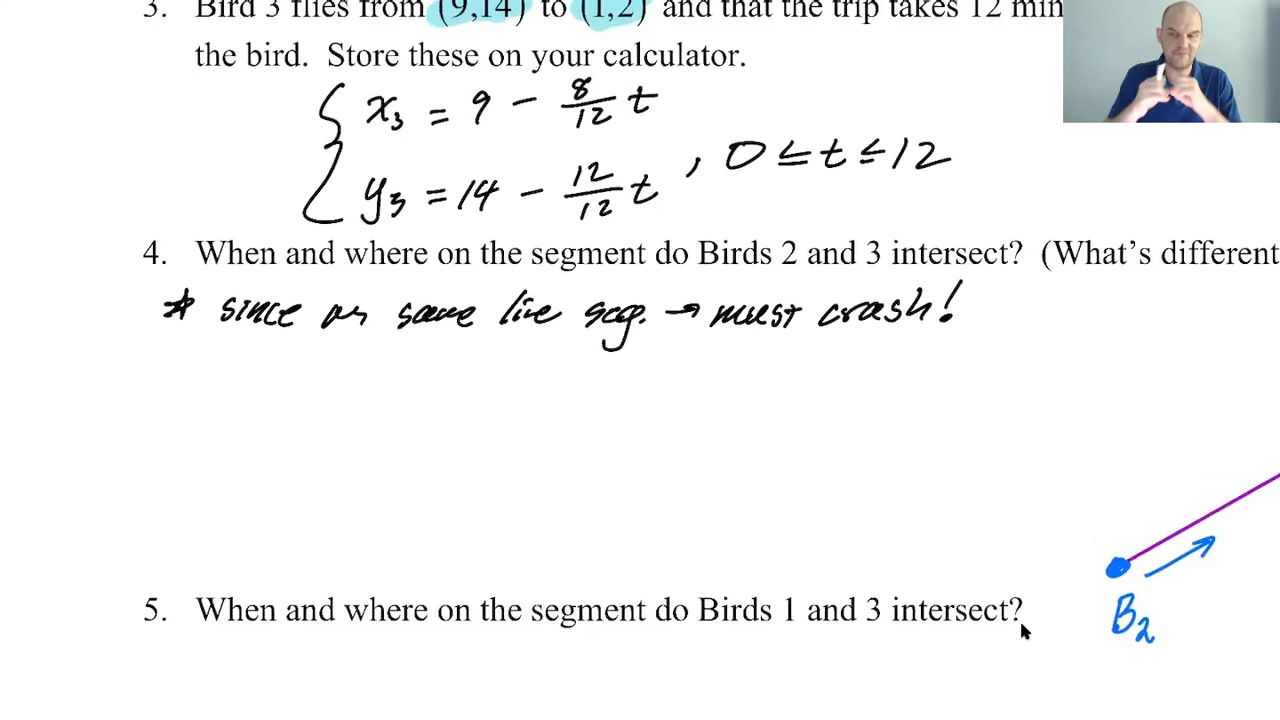 3. Bird 3 flies from (9,14) to (1,2) and that the trip takes 12 min
the bird. Store these on your calculator.
x₃ = 9 - 8/12 t
y₃ = 14 - 12/12 t , 0 ≤ t ≤ 12
4. When and where on the segment do Birds 2 and 3 intersect? (What's different
* since on same line seg. → must crash!
5. When and where on the segment do Birds 1 and 3 intersect?
B₂